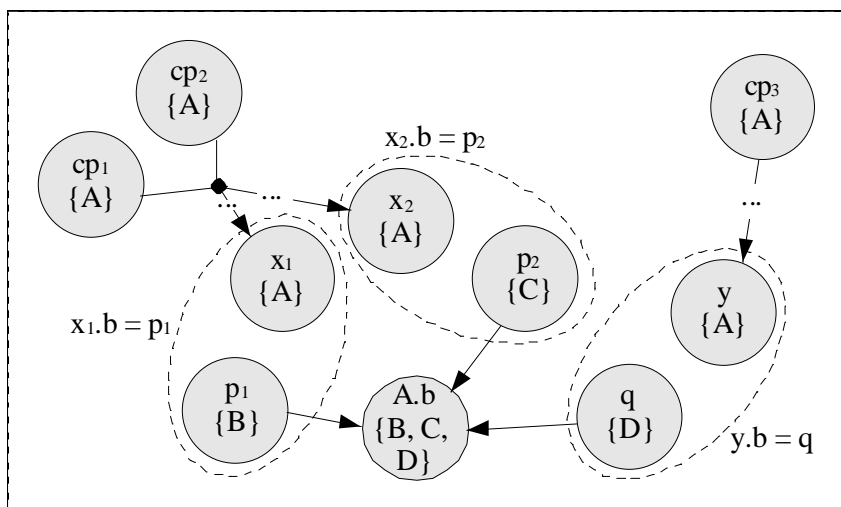 cp2
{A}
cp3
{A}
cp1
{A}
x2.b = p2
...
...
...
x2
{A}
x1
{A}
p2
{C}
y
{A}
x1.b = p1
p1
{B}
A.b
{B, C,
D}
q
{D}
y.b = q